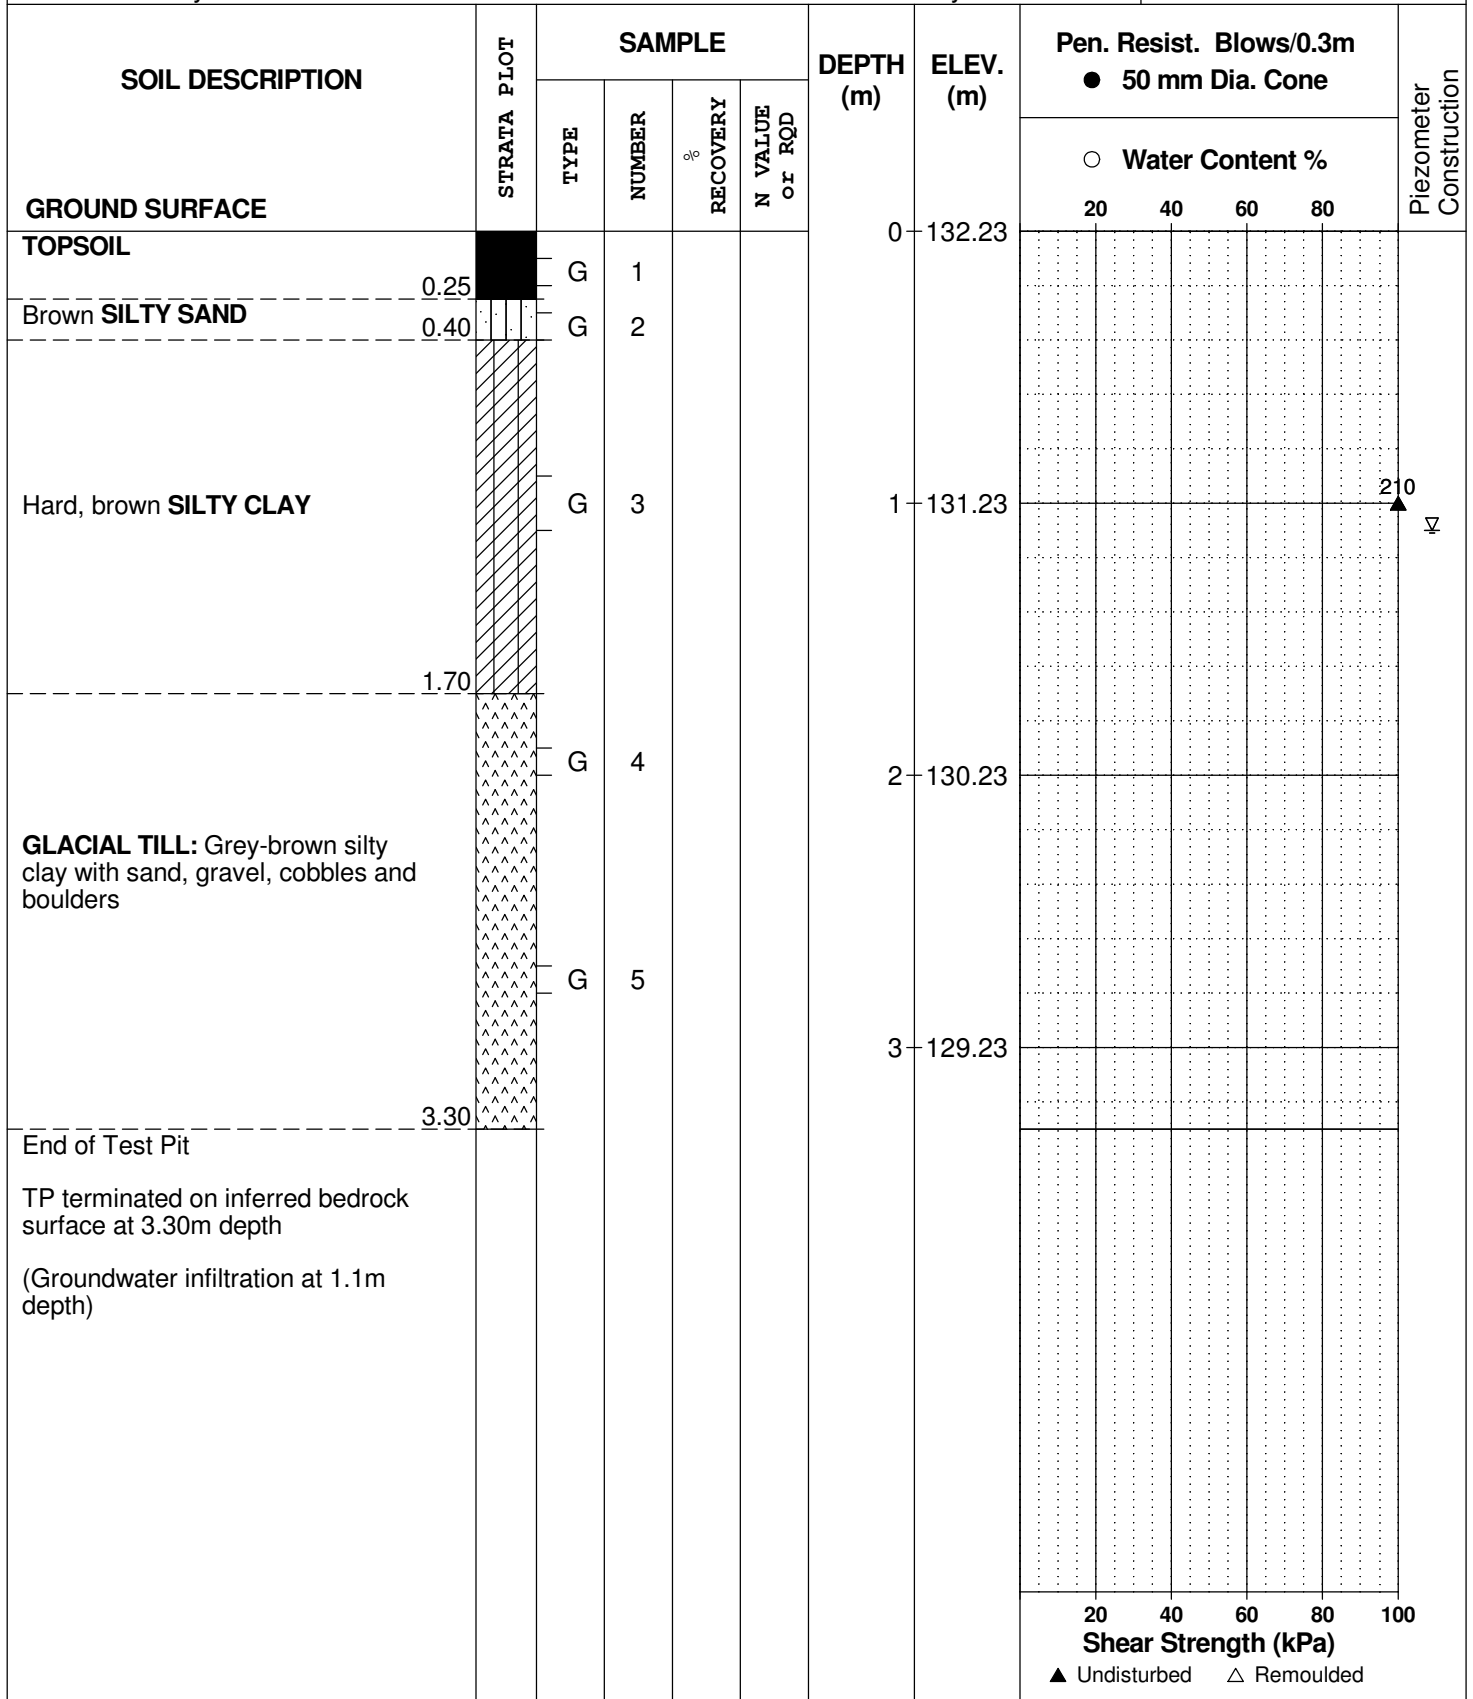 SOIL DESCRIPTION
GROUND SURFACE
STRATA PLOT
SAMPLE
TYPE
NUMBER
%
RECOVERY
N VALUE
or RQD
DEPTH
(m)
ELEV.
(m)
Pen. Resist. Blows/0.3m
● 50 mm Dia. Cone
○ Water Content %
20 40 60 80
Piezometer
Construction
TOPSOIL
0.25
G 1
0 132.23
Brown SILTY SAND
0.40
G 2
Hard, brown SILTY CLAY
G 3
1 131.23
210
1.70
G 4
2 130.23
GLACIAL TILL: Grey-brown silty
clay with sand, gravel, cobbles and
boulders
G 5
3 129.23
3.30
End of Test Pit
TP terminated on inferred bedrock
surface at 3.30m depth
(Groundwater infiltration at 1.1m
depth)
20 40 60 80 100
Shear Strength (kPa)
▲ Undisturbed △ Remoulded